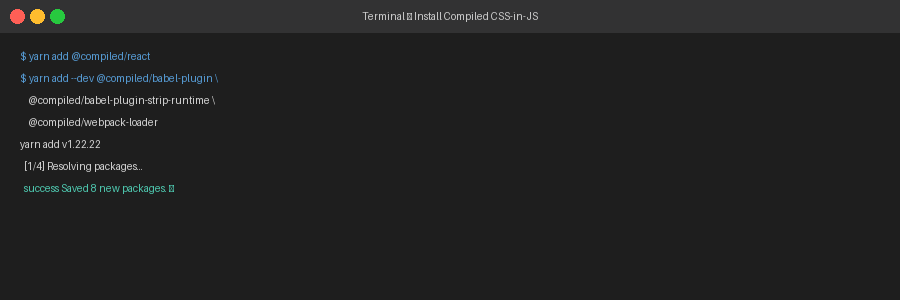 Terminal ▯ Install Compiled CSS-in-JS
$ yarn add @compiled/react
$ yarn add --dev @compiled/babel-plugin \
@compiled/babel-plugin-strip-runtime \
@compiled/webpack-loader
yarn add v1.22.22
[1/4] Resolving packages...
success Saved 8 new packages. ▯